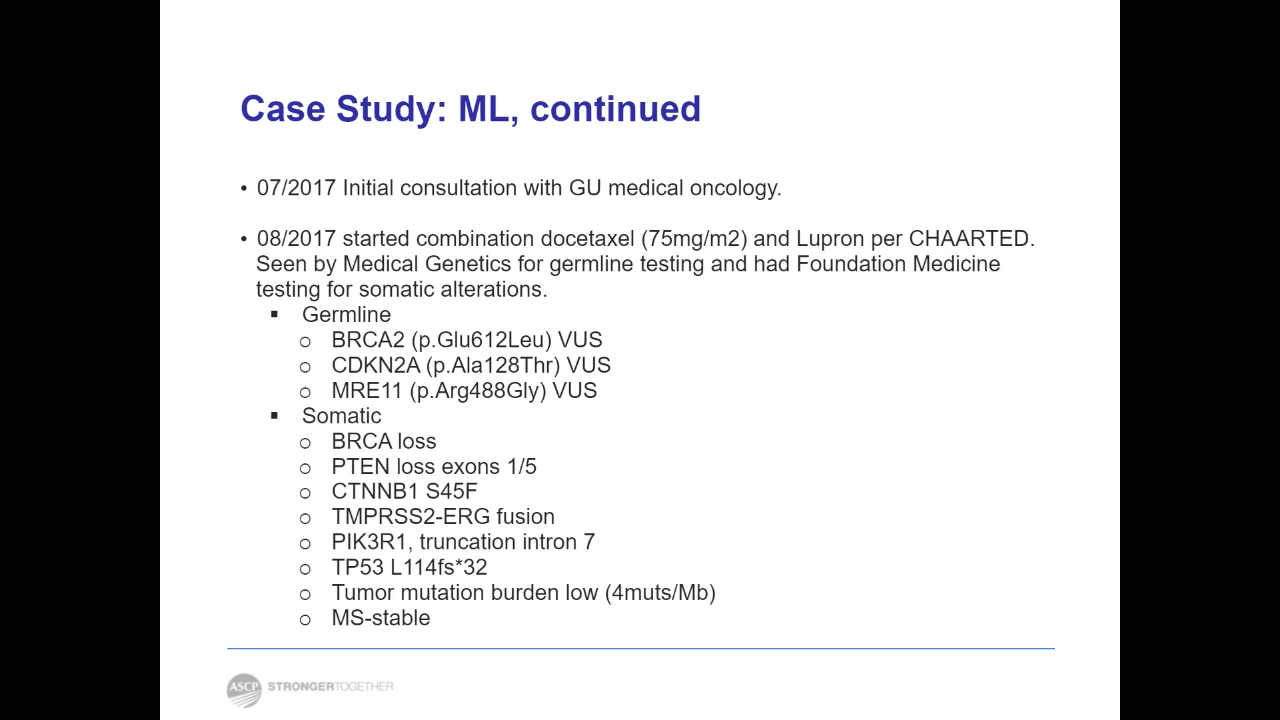 Case Study: ML, continued
• 07/2017 Initial consultation with GU medical oncology.
• 08/2017 started combination docetaxel (75mg/m2) and Lupron per CHAARTED.
Seen by Medical Genetics for germline testing and had Foundation Medicine
testing for somatic alterations.
▪ Germline
o BRCA2 (p.Glu612Leu) VUS
o CDKN2A (p.Ala128Thr) VUS
o MRE11 (p.Arg488Gly) VUS
▪ Somatic
o BRCA loss
o PTEN loss exons 1/5
o CTNNB1 S45F
o TMPRSS2-ERG fusion
o PIK3R1, truncation intron 7
o TP53 L114fs*32
o Tumor mutation burden low (4muts/Mb)
o MS-stable
ASCP STRONGERTOGETHER